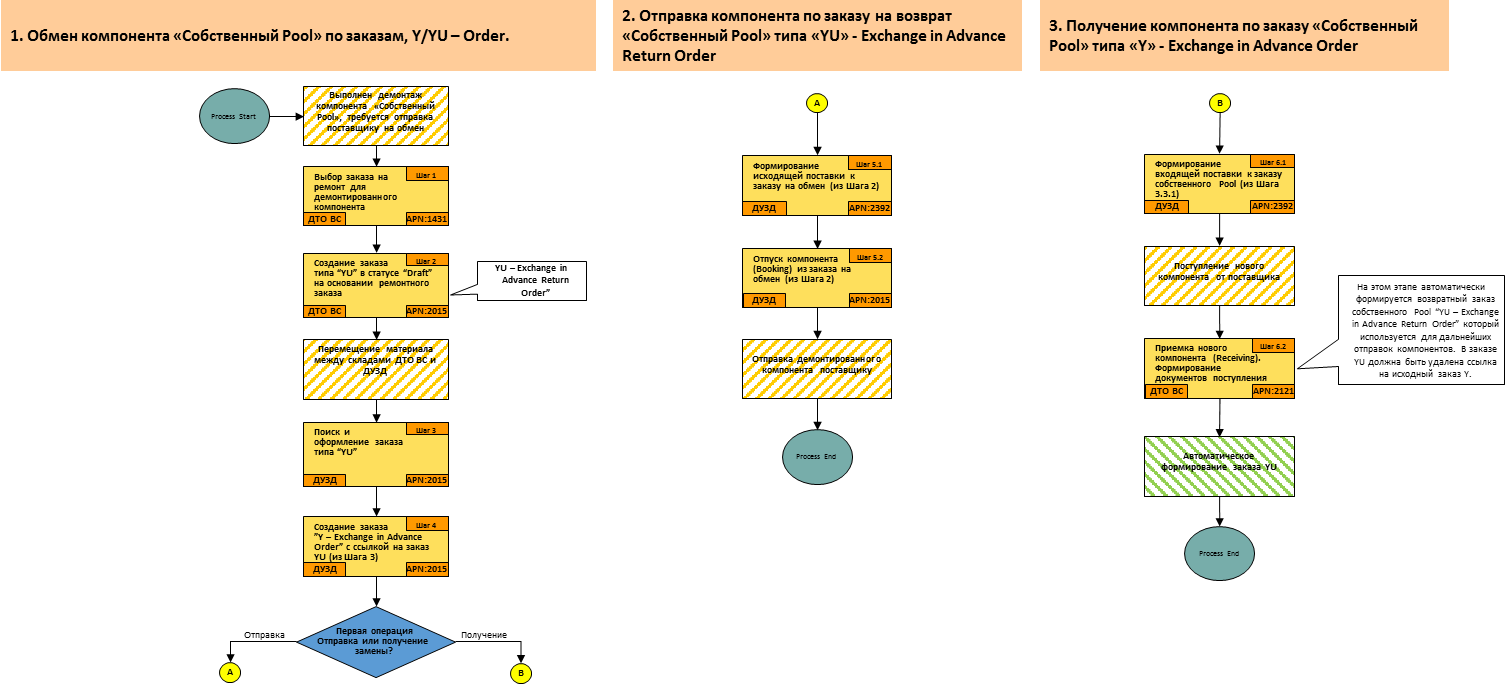 1. Обмен компонента «Собственный Pool» по заказам, Y/YU – Order.
Process Start
Выполнен демонтаж
компонента «Собственный
Pool», требуется отправка
поставщику на обмен
Шаг 1
Выбор заказа на
ремонт для
демонтированного
компонента
ДТО ВС
APN:1431
Шаг 2
Создание заказа
типа “YU” в статусе “Draft”
на основании ремонтного
заказа
ДТО ВС
APN:2015
YU – Exchange in
Advance Return
Order”
Перемещение материала
между складами ДТО ВС и
ДУЗД
Шаг 3
Поиск и
оформление заказа
типа “YU”
ДУЗД
APN:2015
Шаг 4
Создание заказа
”Y – Exchange in Advance
Order” с ссылкой на заказ
YU (из Шага 3)
ДУЗД
APN:2015
Первая операция
Отправка или получение
замены?
Отправка
Получение
A
B
2. Отправка компонента по заказу на возврат
«Собственный Pool» типа «YU» - Exchange in Advance
Return Order
A
Шаг 5.1
Формирование
исходящей поставки к
заказу на обмен (из Шага 2)
ДУЗД
APN:2392
Шаг 5.2
Отпуск компонента
(Booking) из заказа на
обмен (из Шага 2)
ДУЗД
APN:2015
Отправка демонтированного
компонента поставщику
Process End
3. Получение компонента по заказу «Собственный
Pool» типа «Y» - Exchange in Advance Order
B
Шаг 6.1
Формирование
входящей поставки к заказу
собственного Pool (из Шага
3.3.1)
ДУЗД
APN:2392
Поступление нового
компонента от поставщика
Шаг 6.2
Приемка нового
компонента (Receiving).
Формирование
документов поступления
ДТО ВС
APN:2121
На этом этапе автоматически
формируется возвратный заказ
собственного Pool “YU – Exchange
in Advance Return Order” который
используется для дальнейших
отправок компонентов. В заказе
YU должна быть удалена ссылка
на исходный заказ Y.
Автоматическое
формирование заказа YU
Process End